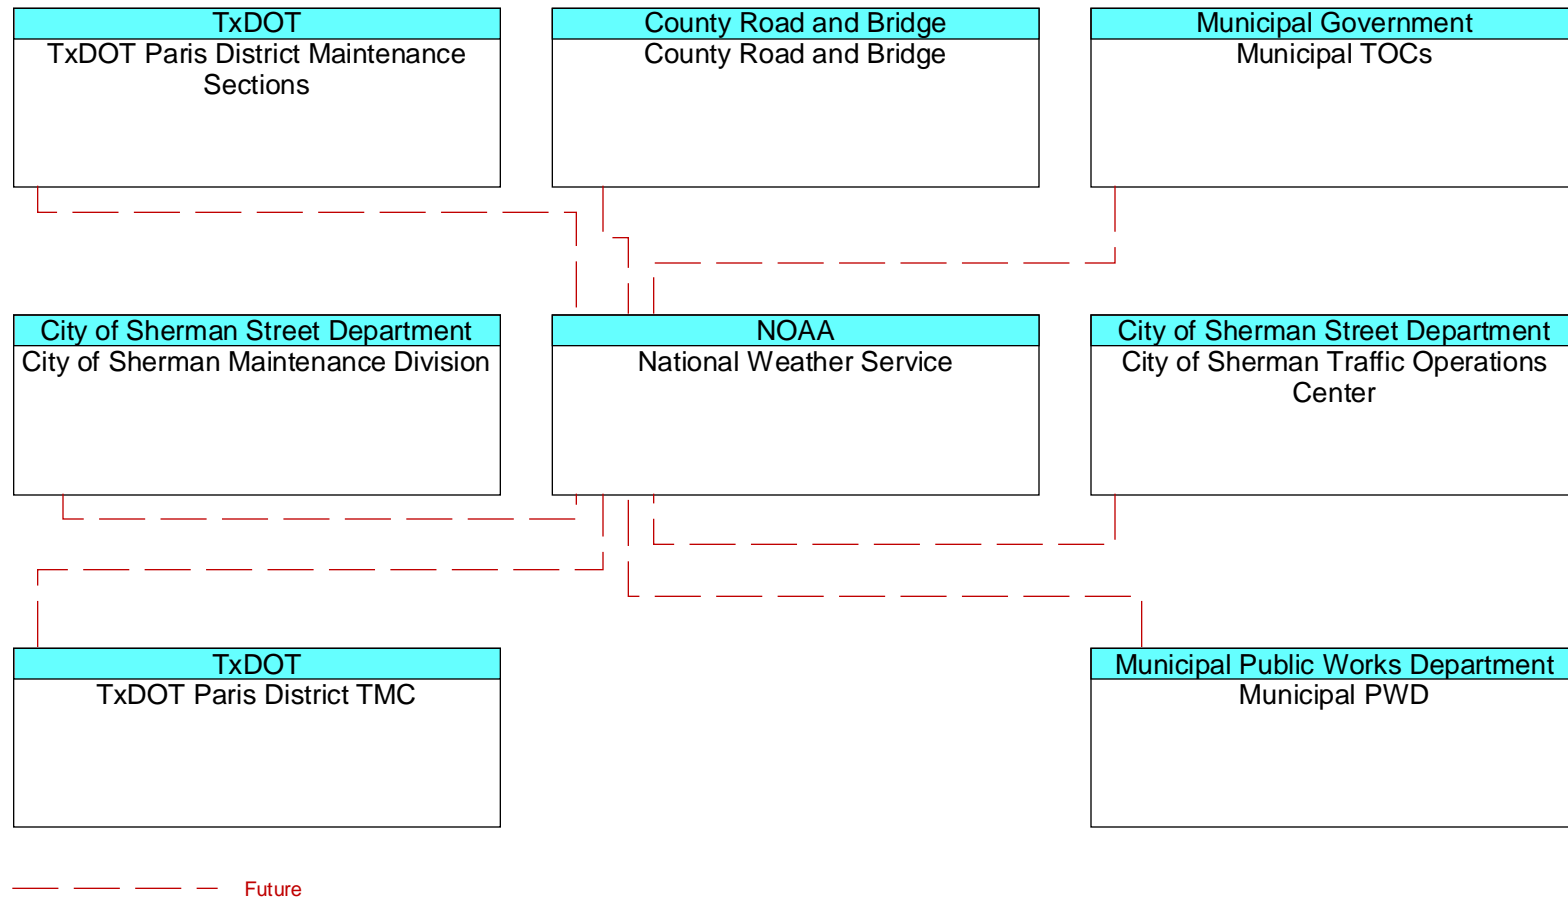 TxDOT
TxDOT Paris District Maintenance
Sections
County Road and Bridge
County Road and Bridge
Municipal Government
Municipal TOCs
City of Sherman Street Department
City of Sherman Maintenance Division
NOAA
National Weather Service
City of Sherman Street Department
City of Sherman Traffic Operations
Center
TxDOT
TxDOT Paris District TMC
Municipal Public Works Department
Municipal PWD
Future